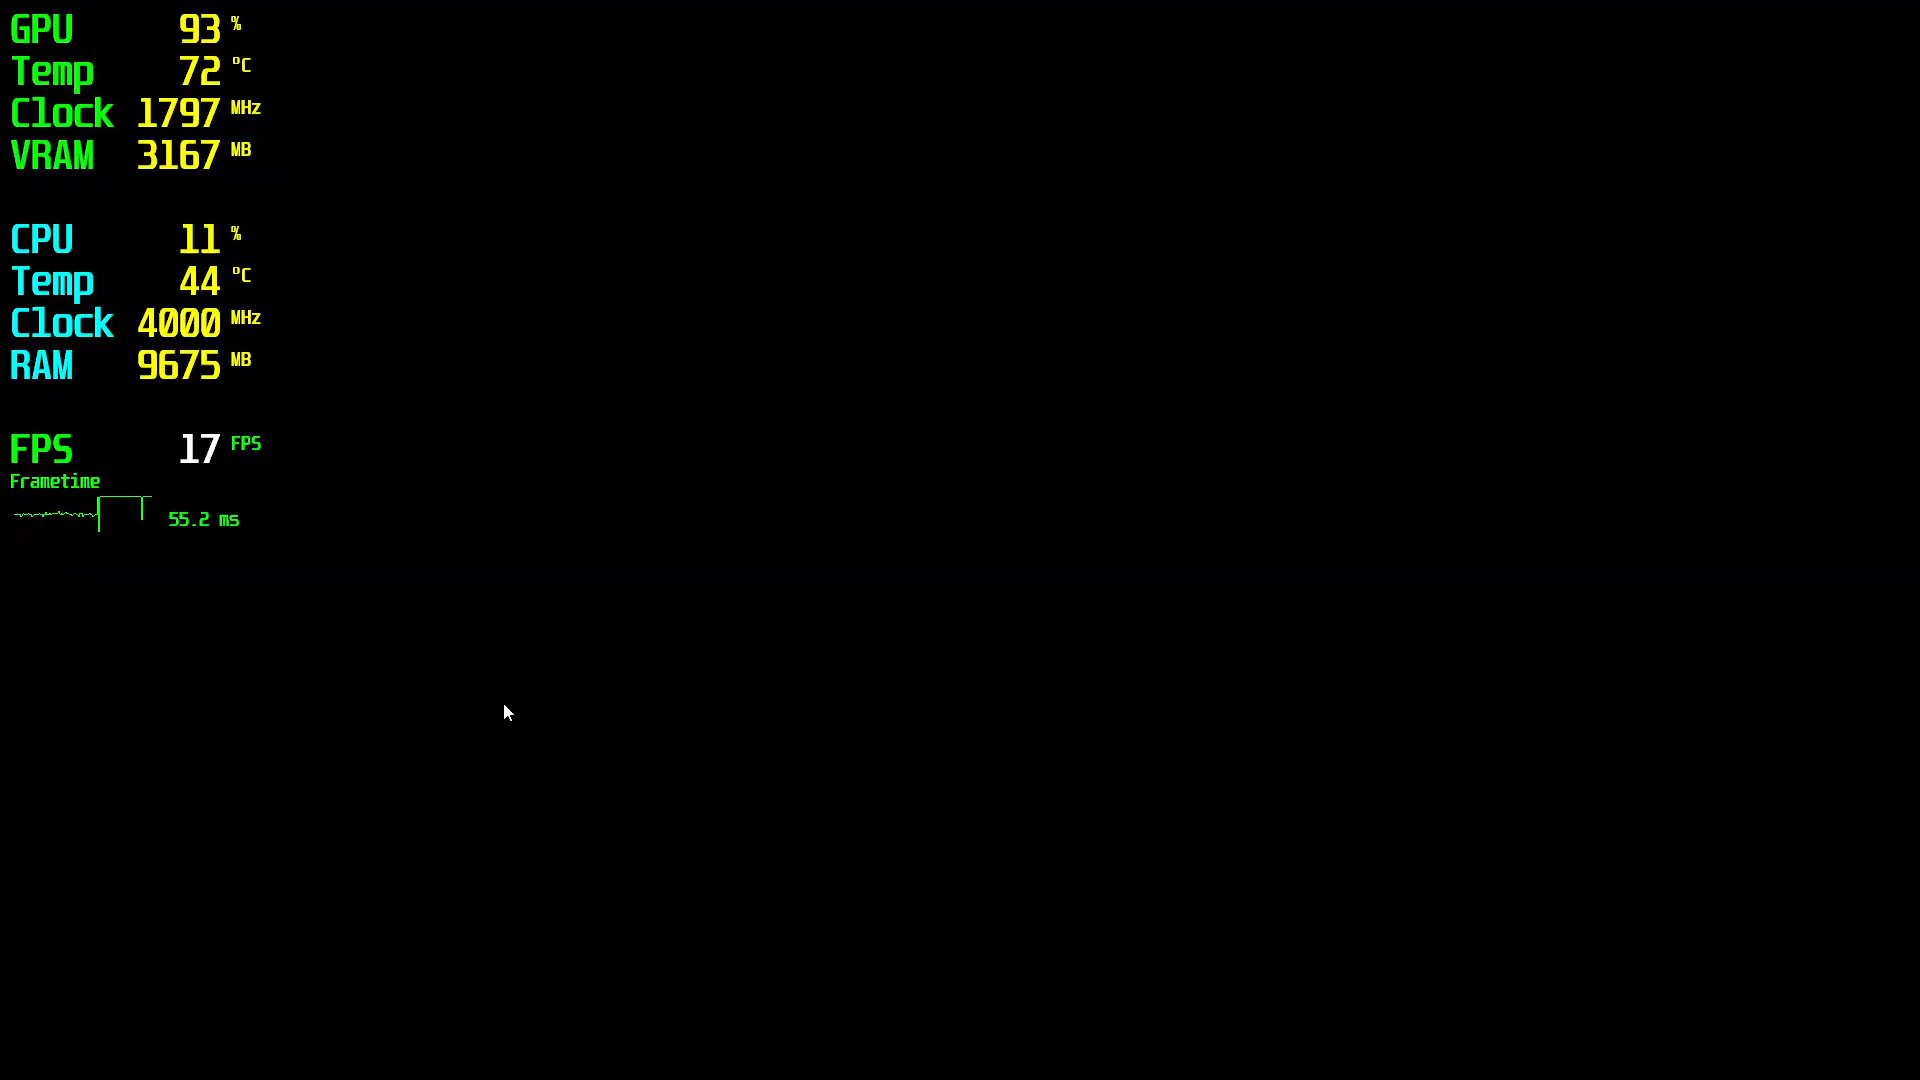 GPU 93 %
Temp 72 °C
Clock 1797 MHz
VRAM 3167 MB
CPU 11 %
Temp 44 °C
Clock 4000 MHz
RAM 9675 MB
FPS 17 FPS
Frametime
55.2 ms